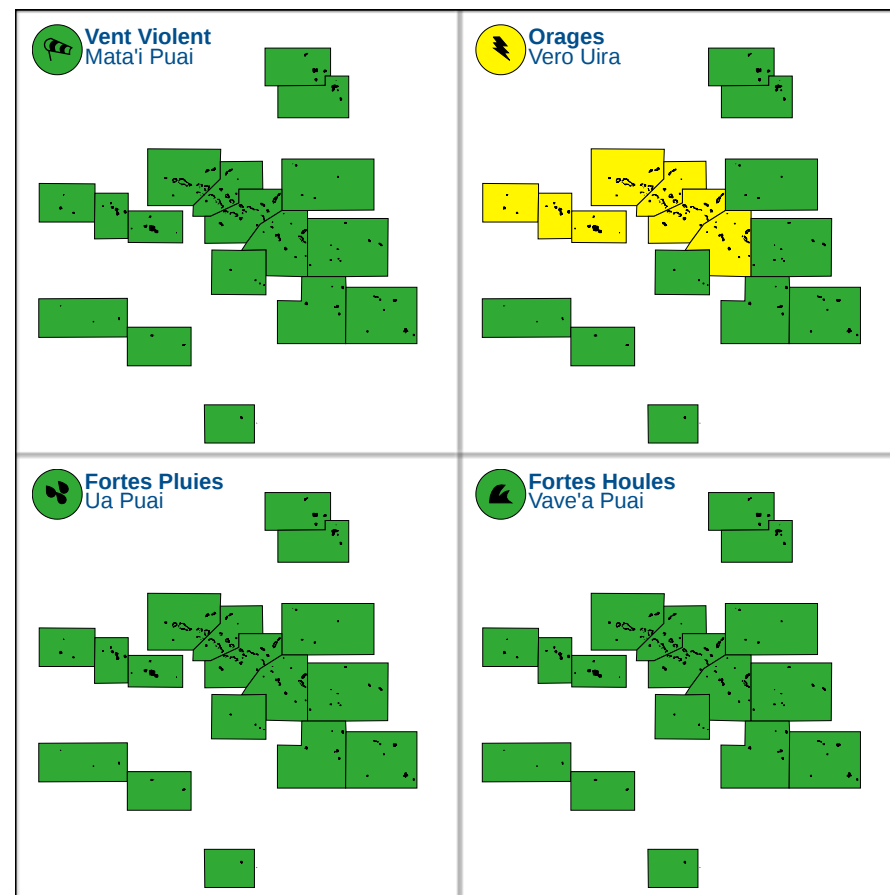 Vent Violent
Mata'i Puai
Orages
Vero Uira
Fortes Pluies
Ua Puai
Fortes Houles
Vave'a Puai